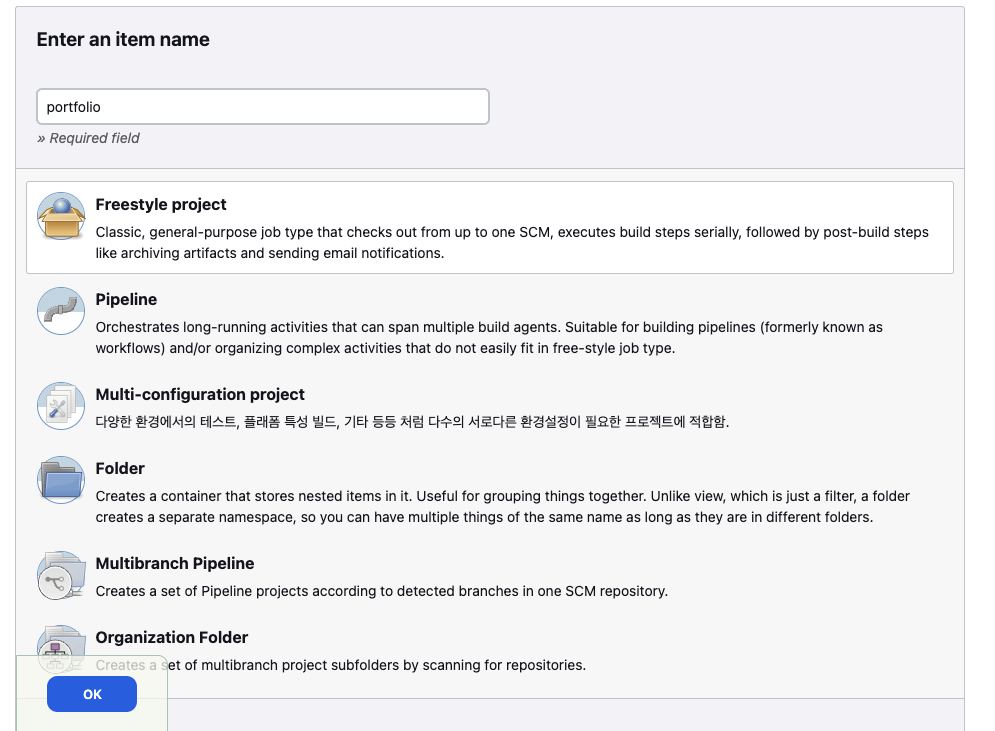 Enter an item name
portfolio
» Required field
Freestyle project
Classic, general-purpose job type that checks out from up to one SCM, executes build steps serially, followed by post-build steps
like archiving artifacts and sending email notifications.
Pipeline
Orchestrates long-running activities that can span multiple build agents. Suitable for building pipelines (formerly known as
workflows) and/or organizing complex activities that do not easily fit in free-style job type.
Multi-configuration project
다양한 환경에서의 테스트, 플래폼 특성 빌드, 기타 등등 처럼 다수의 서로다른 환경설정이 필요한 프로젝트에 적합함.
Folder
Creates a container that stores nested items in it. Useful for grouping things together. Unlike view, which is just a filter, a folder
creates a separate namespace, so you can have multiple things of the same name as long as they are in different folders.
Multibranch Pipeline
Creates a set of Pipeline projects according to detected branches in one SCM repository.
Organization Folder
Creates a set of multibranch project subfolders by scanning for repositories.
OK